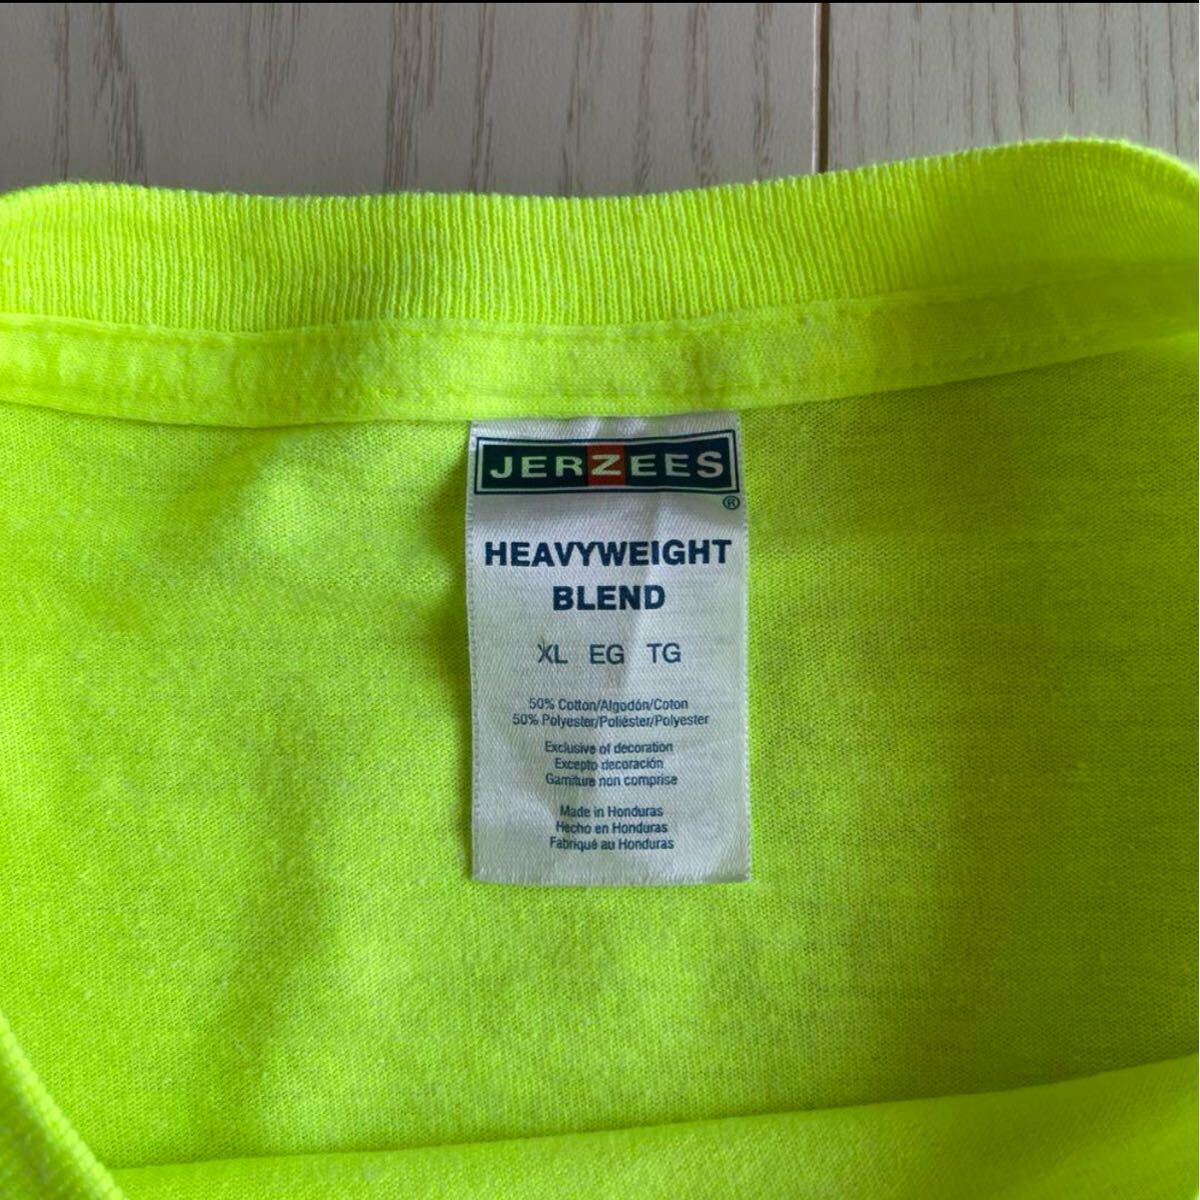 JERZEES
®
HEAVYWEIGHT
BLEND
XL EG TG
50% Cotton/Algodón/Coton
50% Polyester/Poliéster/Polyester
Exclusive of decoration
Excepto decoración
Garniture non comprise
Made in Honduras
Hecho en Honduras
Fabriqué au Honduras